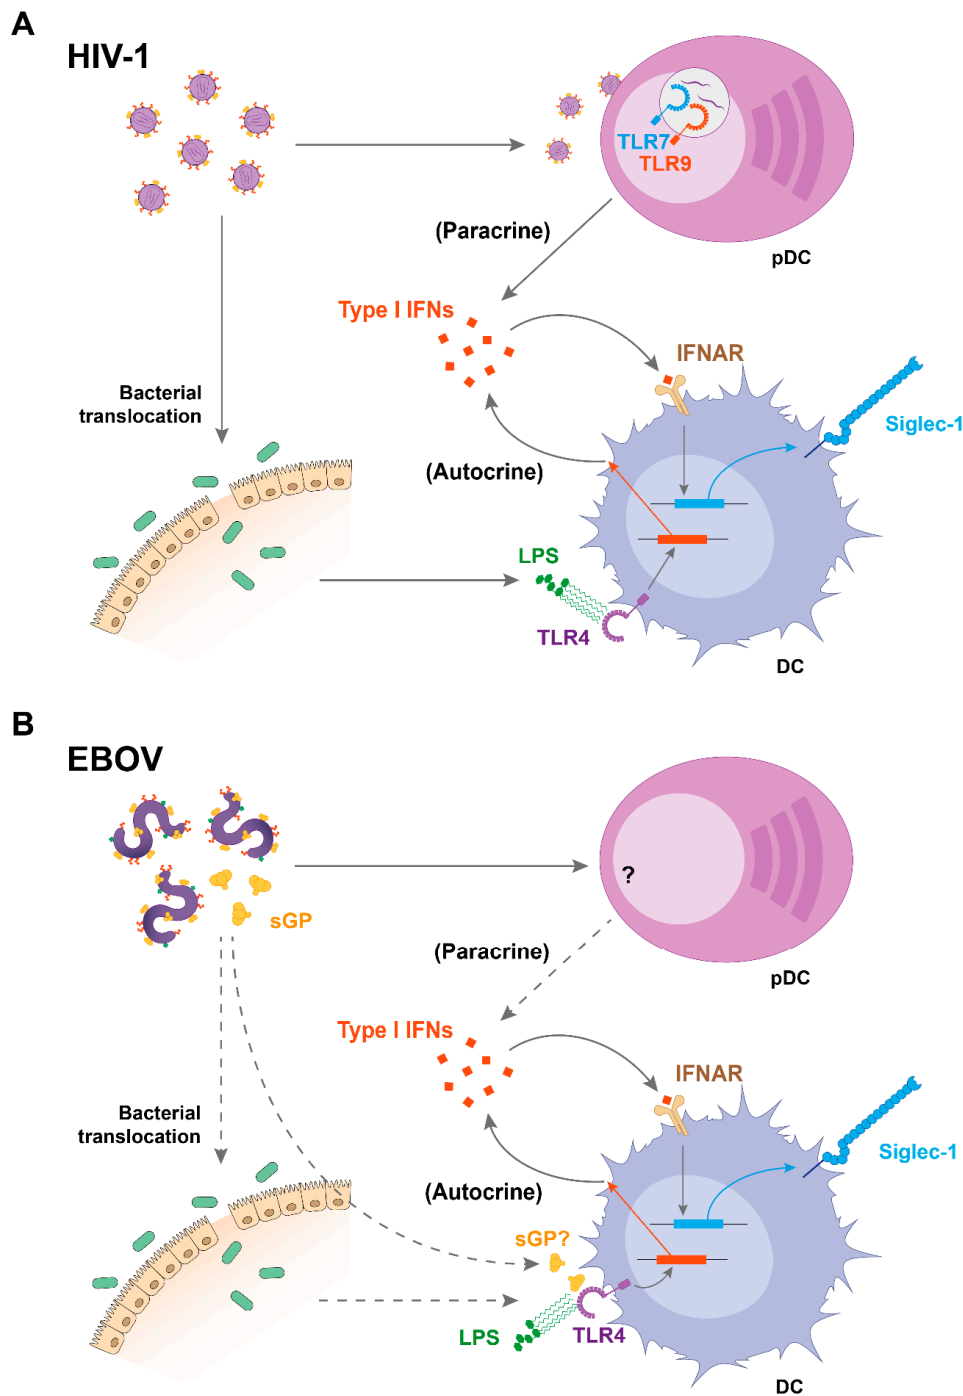 A
HIV-1
TLR7
TLR9
(Paracrine)
pDC
Type I IFNs
IFNAR
Bacterial
translocation
Siglec-1
(Autocrine)
LPS
TLR4
DC
B
EBOV
?
sGP
(Paracrine)
pDC
Type I IFNs
IFNAR
Bacterial
translocation
Siglec-1
(Autocrine)
sGP?
LPS
TLR4
DC